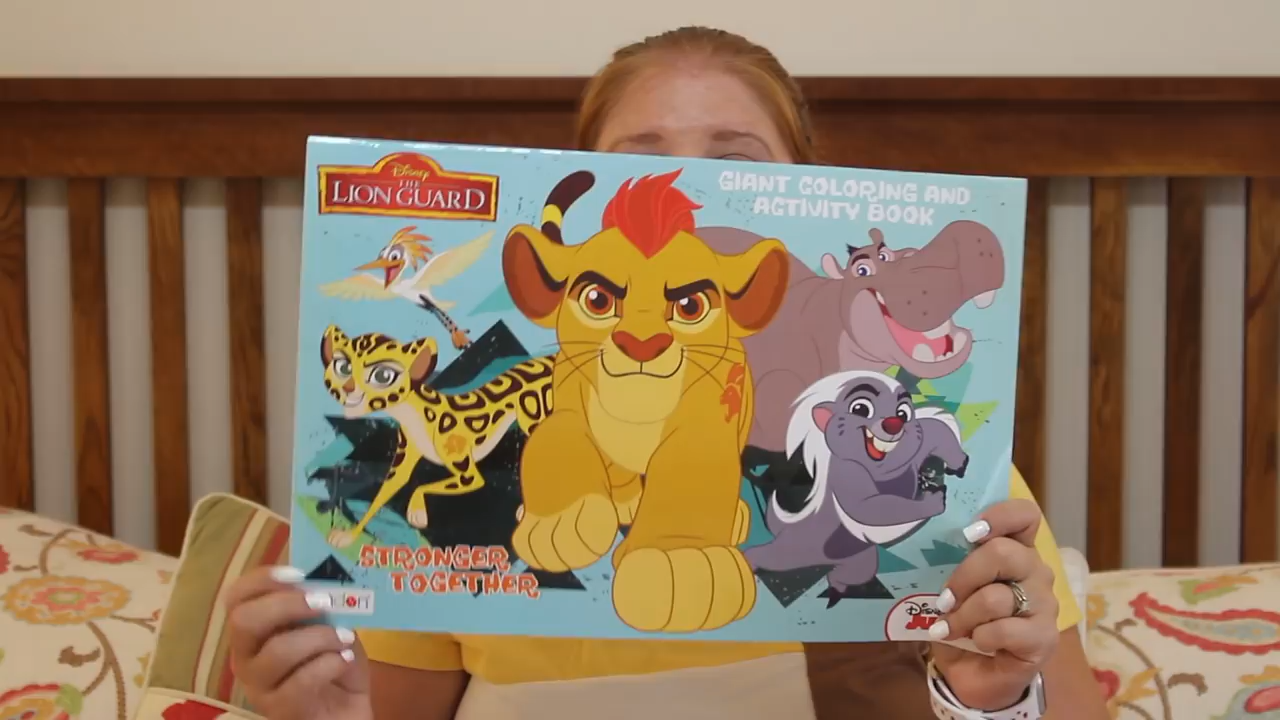 Disney
THE
LION GUARD
GIANT COLORING AND
ACTIVITY BOOK
STRONGER
TOGETHER